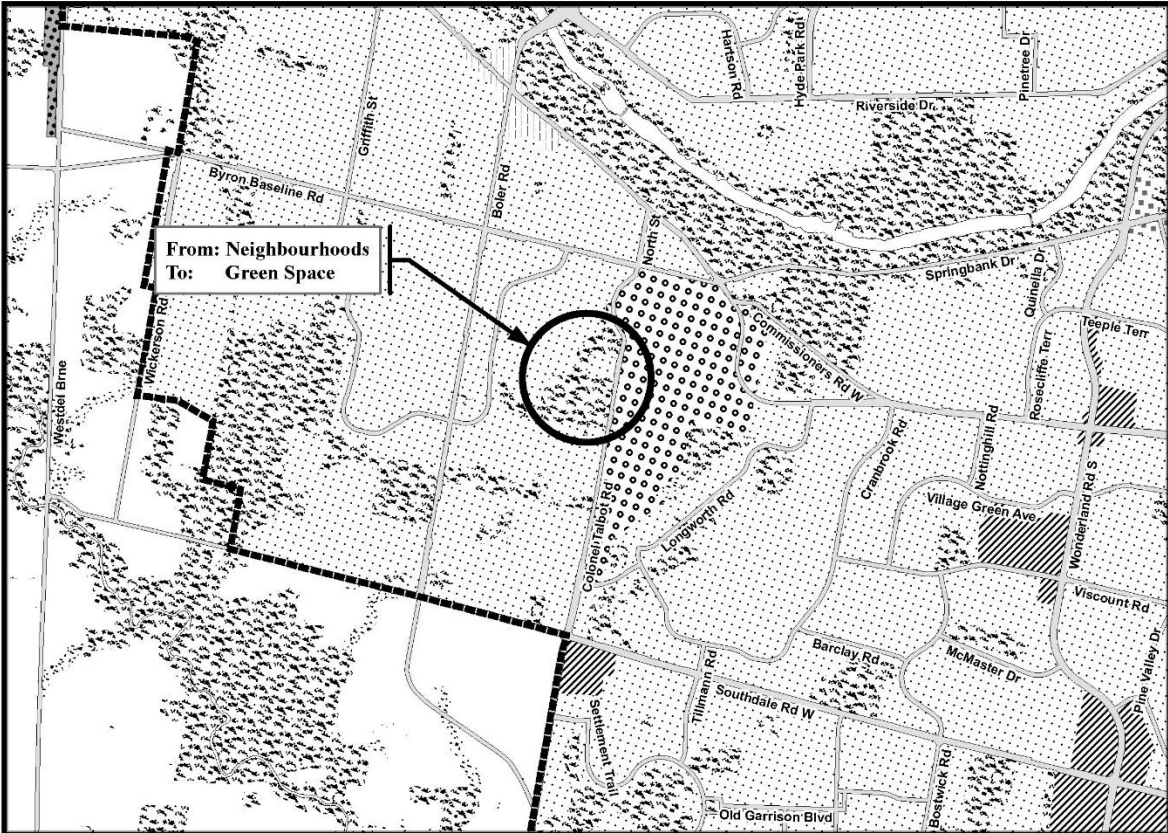 Hartson Rd
Hyde Park Rd
Pinetree Dr
Riverside Dr
Griffith St
Boler Rd
Byron Baseline Rd
North St
From: Neighbourhoods
To: Green Space
Springbank Dr
Quinella Dr
Wickerson Rd
Commissioners Rd W
Teeple Terr
Rosecliffe Terr
Westdel Brne
Cranbrook Rd
Nottinghill Rd
Village Green Ave
Wonderland Rd S
Colonel Talbot Rd
Longworth Rd
Viscount Rd
Barclay Rd
McMaster Dr
Pine Valley Dr
Tillmann Rd
Southdale Rd W
Settlement Trail
Bostwick Rd
Old Garrison Blvd